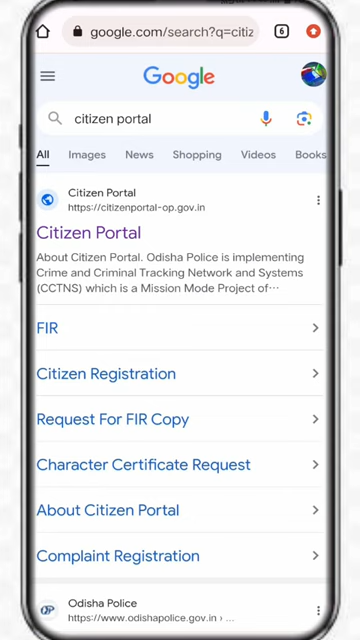 google.com/search?q=citiz
6
Google
citizen portal
All Images News Shopping Videos Books
Citizen Portal
https://citizenportal-op.gov.in
Citizen Portal
About Citizen Portal. Odisha Police is implementing
Crime and Criminal Tracking Network and Systems
(CCTNS) which is a Mission Mode Project of...
FIR
Citizen Registration
Request For FIR Copy
Character Certificate Request
About Citizen Portal
Complaint Registration
OP
Odisha Police
https://www.odishapolice.gov.in › ...